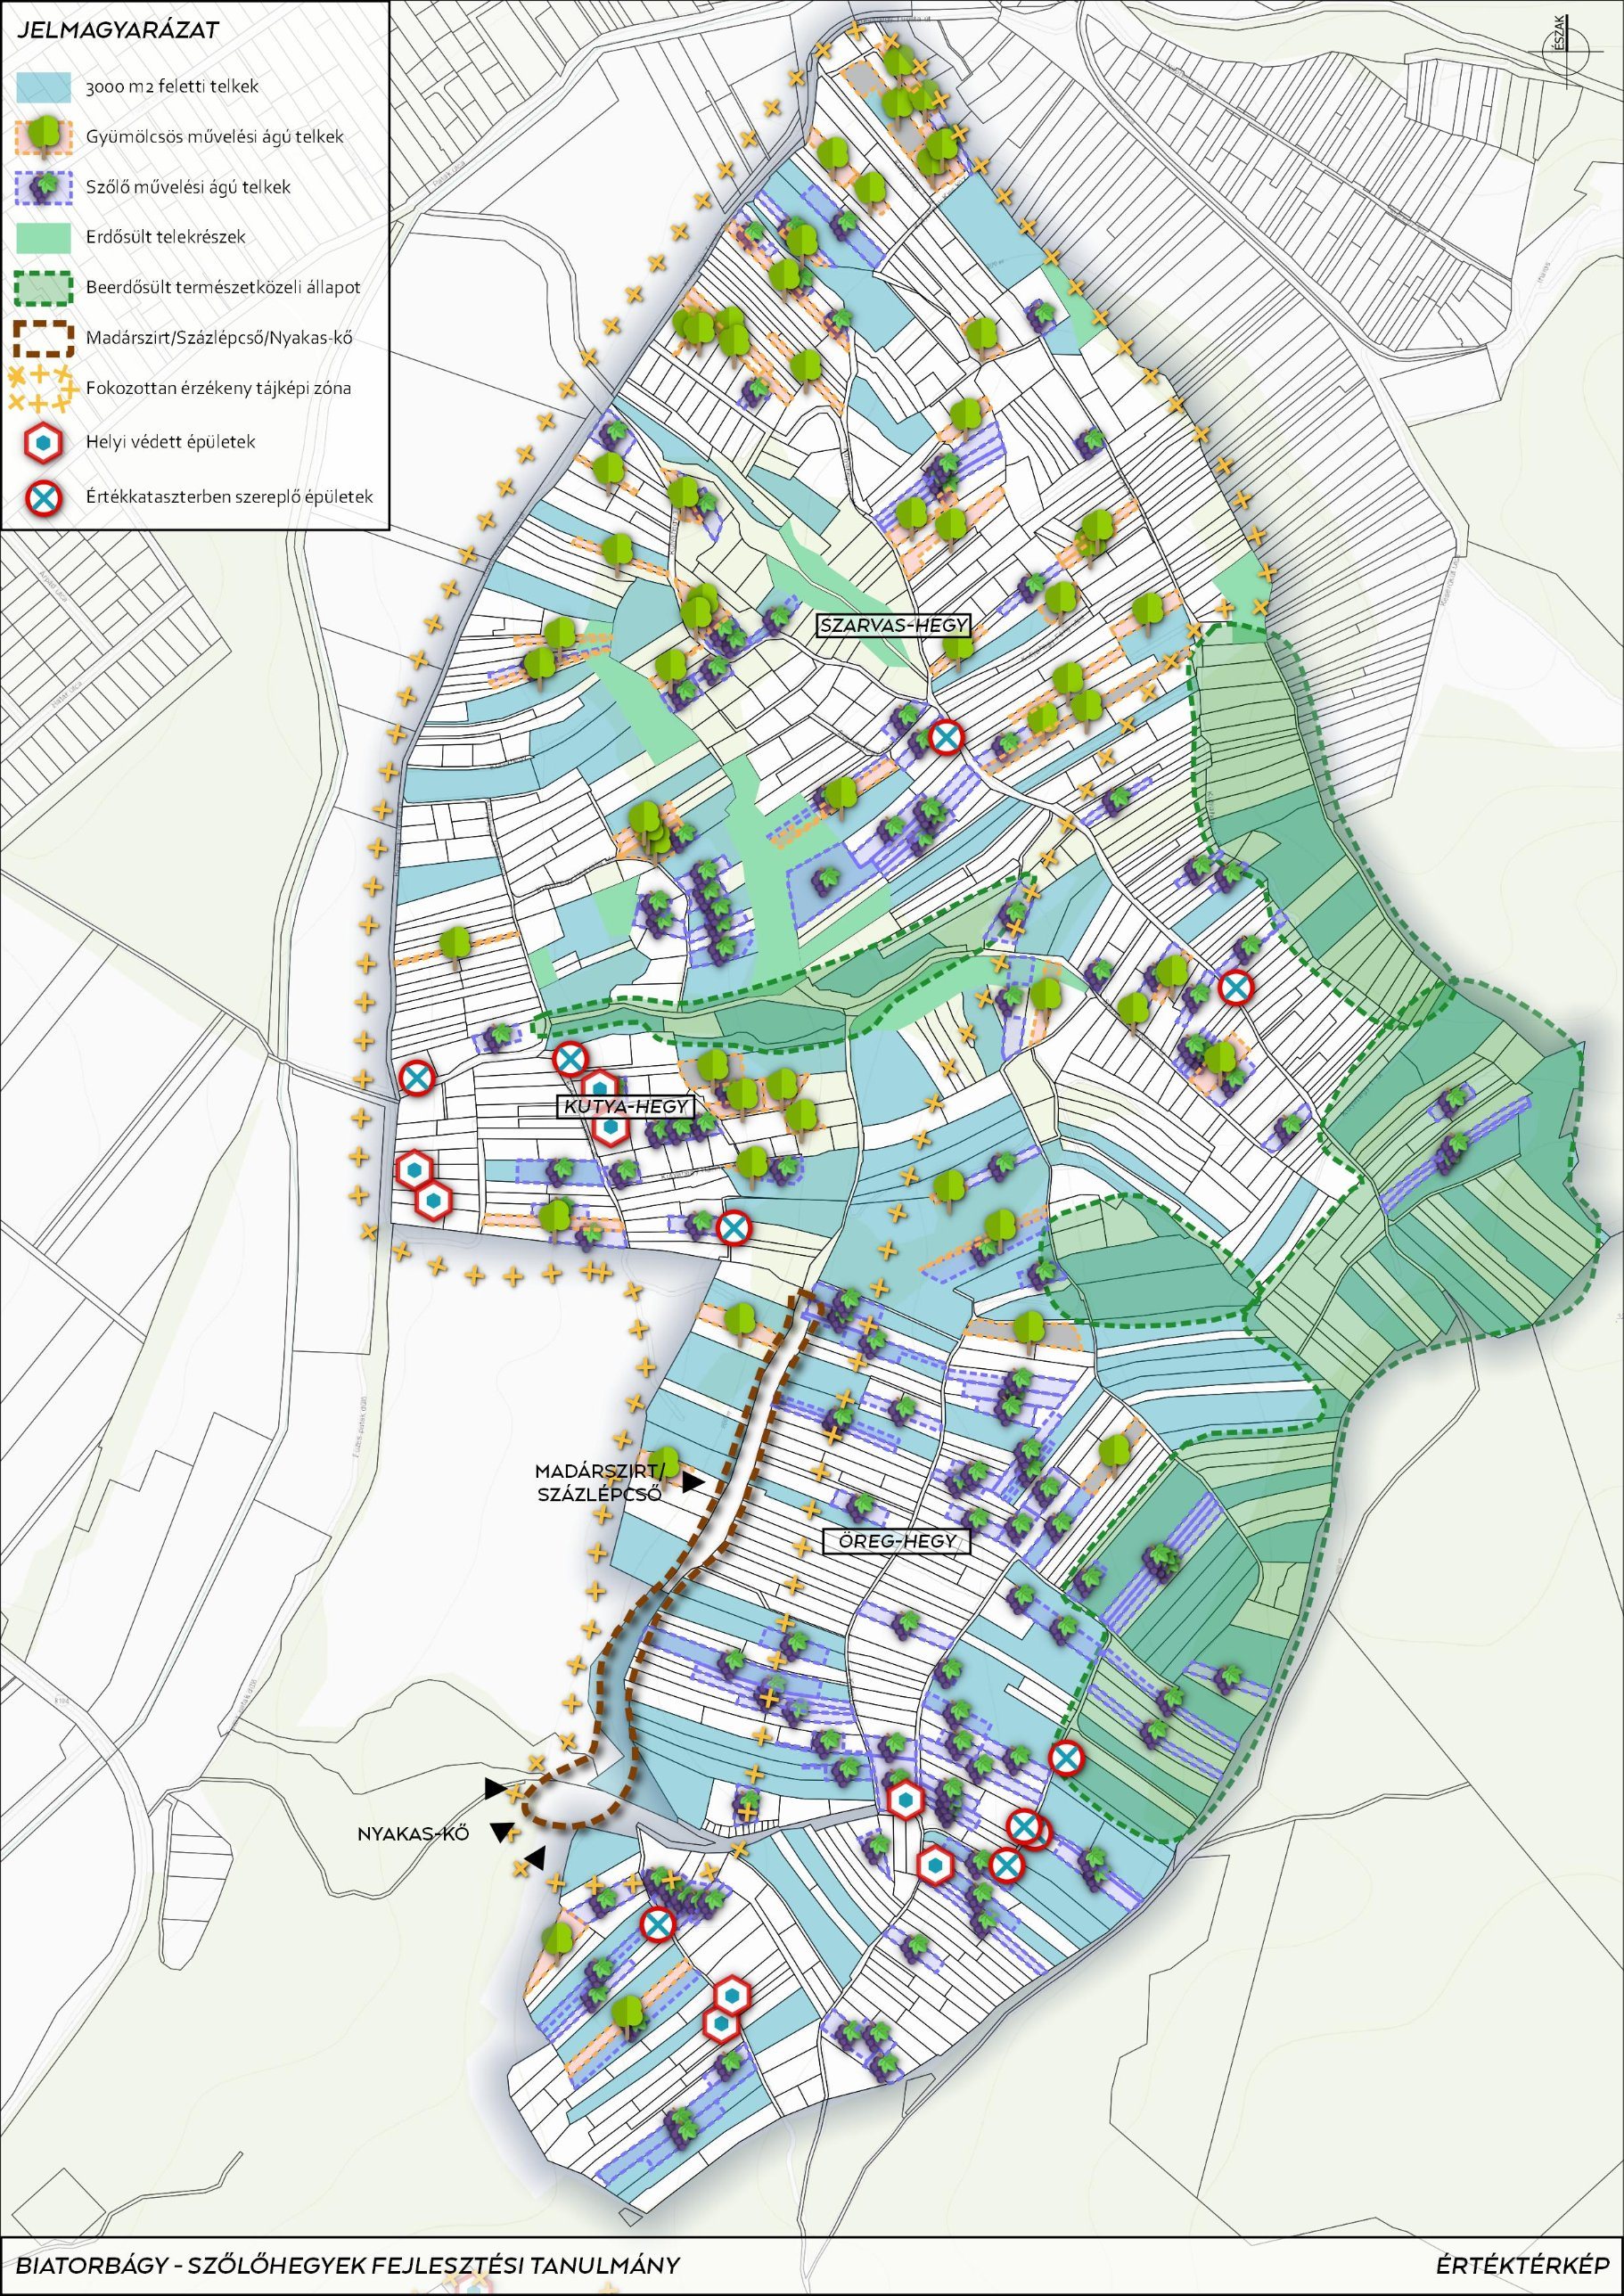 JELMAGYARÁZAT
3000 m2 feletti telkek
Gyümölcsös művelési ágú telkek
Szőlő művelési ágú telkek
Erdősült telekrészek
Beerdősült természetközeli állapot
Madárszirt/Százlépcső/Nyakas-kő
Fokozottan érzékeny tájképi zóna
Helyi védett épületek
Értékkataszterben szereplő épületek
ÉSZAK
SZARVAS-HEGY
KUTYA-HEGY
MADÁRSZIRT/
SZÁZLÉPCSŐ
ÖREG-HEGY
NYAKAS-KŐ
BIATORBÁGY - SZŐLŐHEGYEK FEJLESZTÉSI TANULMÁNY
ÉRTÉKTÉRKÉP